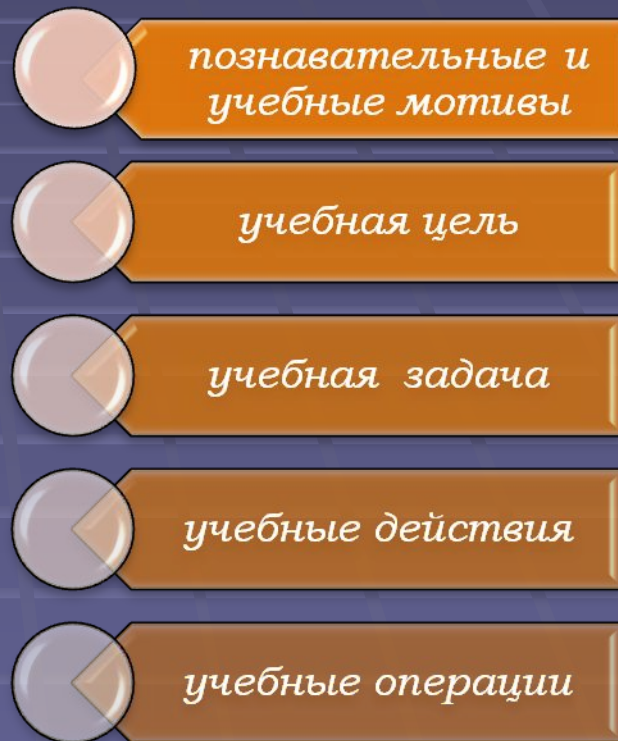 познавательные и
учебные мотивы
учебная цель
учебная задача
учебные действия
учебные операции